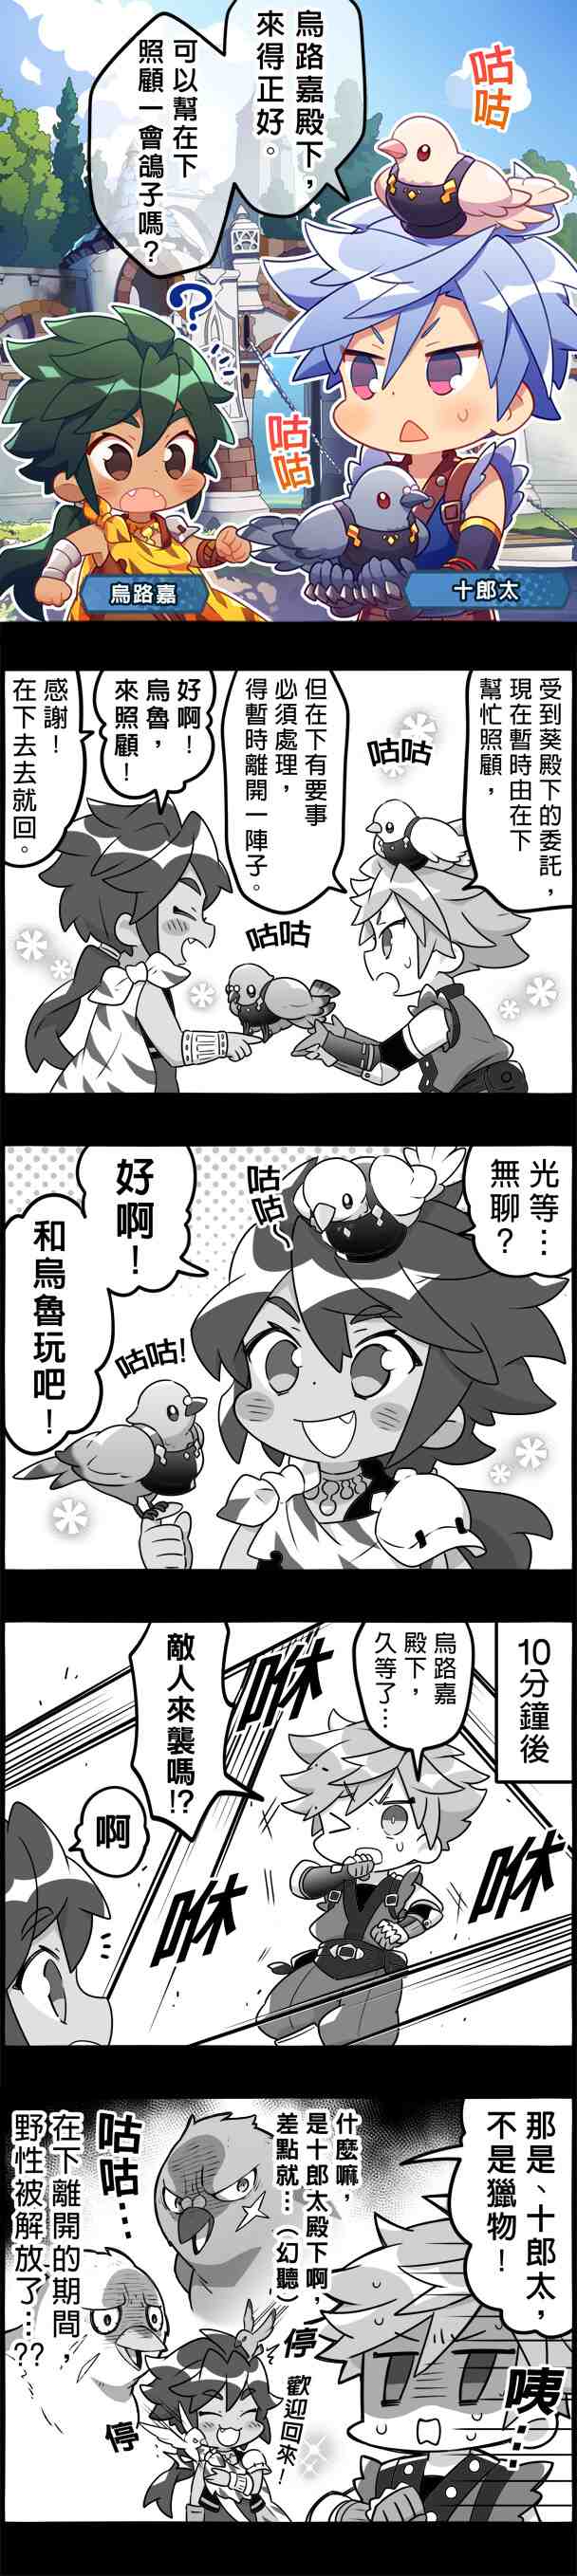 烏路嘉殿下，
來得正好。
可以幫在下
照顧一會鴿子嗎？
咕咕
咕咕
烏路嘉
十郎太
受到葵殿下的委託，
現在暫時由在下
幫忙照顧，
咕咕
但在下有要事
必須處理，
得暫時離開一陣子。
咕咕
好啊！
烏魯，
來照顧！
感謝！
在下去去就回。
光等…
無聊？
咕咕~
好啊！
和烏魯玩吧！
咕咕!
10分鐘後
烏路嘉
殿下，
久等了…
咻
敵人來襲嗎!?
咻
咻
啊
那是、十郎太，
不是獵物！
咦…
什麼嘛，
是十郎太殿下啊，
差點就…（幻聽）
停
歡迎回來！
咕咕…
停
在下離開的期間，
野性被解放了…??